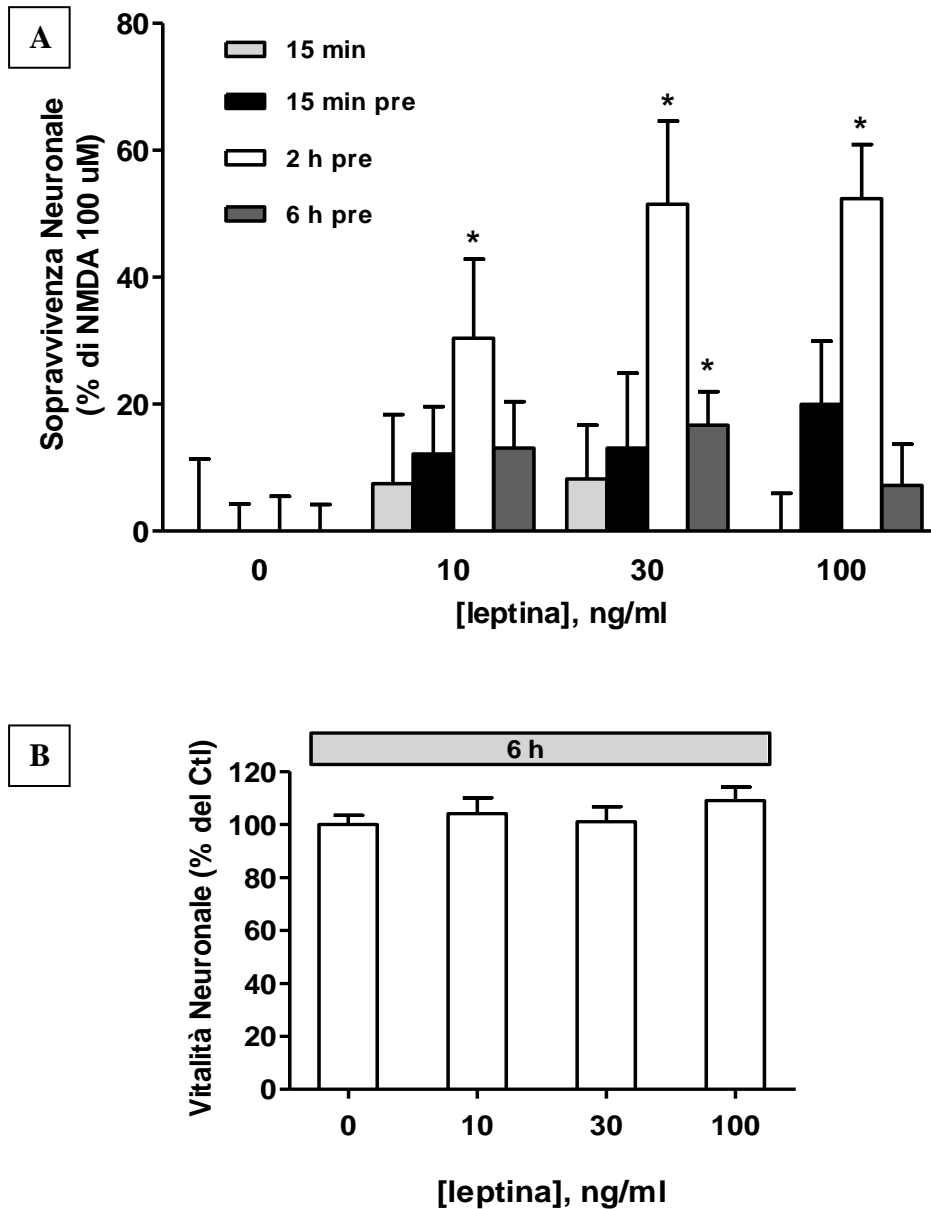 A
Sopravvivenza Neuronale
(% di NMDA 100 uM)
80
60
40
20
0
15 min
15 min pre
2 h pre
6 h pre
*
*
*
*
0 10 30 100
[leptina], ng/ml
B
Vitalità Neuronale (% del Ctl)
6 h
120
100
80
60
40
20
0
0 10 30 100
[leptina], ng/ml